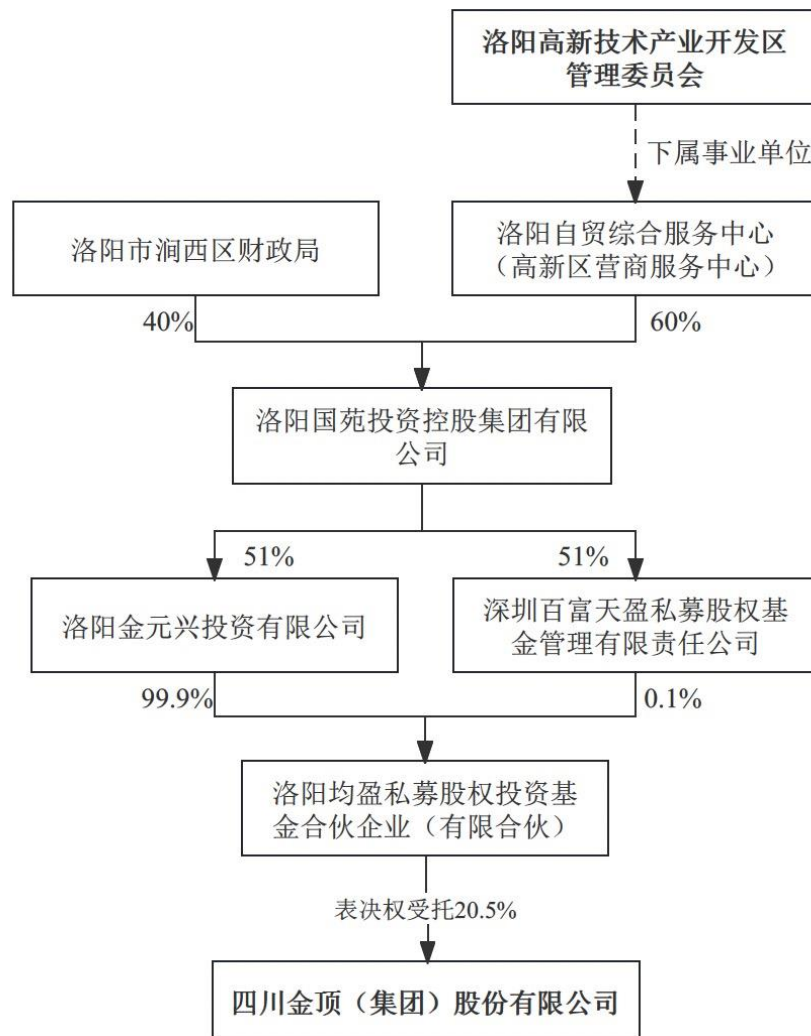 洛阳高新技术产业开发区
管理委员会
下属事业单位
洛阳市涧西区财政局
洛阳自贸综合服务中心
（高新区营商服务中心）
40%
60%
洛阳国苑投资控股集团有限
公司
51%
51%
洛阳金元兴投资有限公司
深圳百富天盈私募股权基
金管理有限责任公司
99.9%
0.1%
洛阳均盈私募股权投资基
金合伙企业（有限合伙）
表决权受托20.5%
四川金顶（集团）股份有限公司